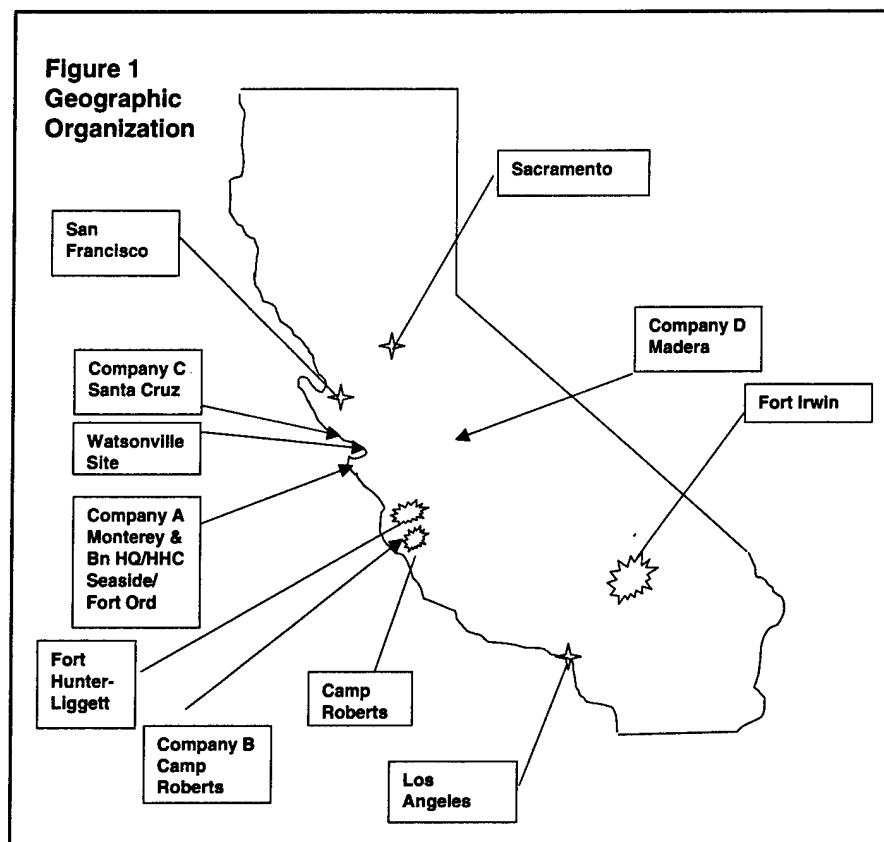 Figure 1
Geographic
Organization
Sacramento
San
Francisco
Company D
Madera
Company C
Santa Cruz
Fort Irwin
Watsonville
Site
Company A
Monterey &
Bn HQ/HHC
Seaside/
Fort Ord
Fort
Hunter-
Liggett
Camp
Roberts
Company B
Camp
Roberts
Los
Angeles